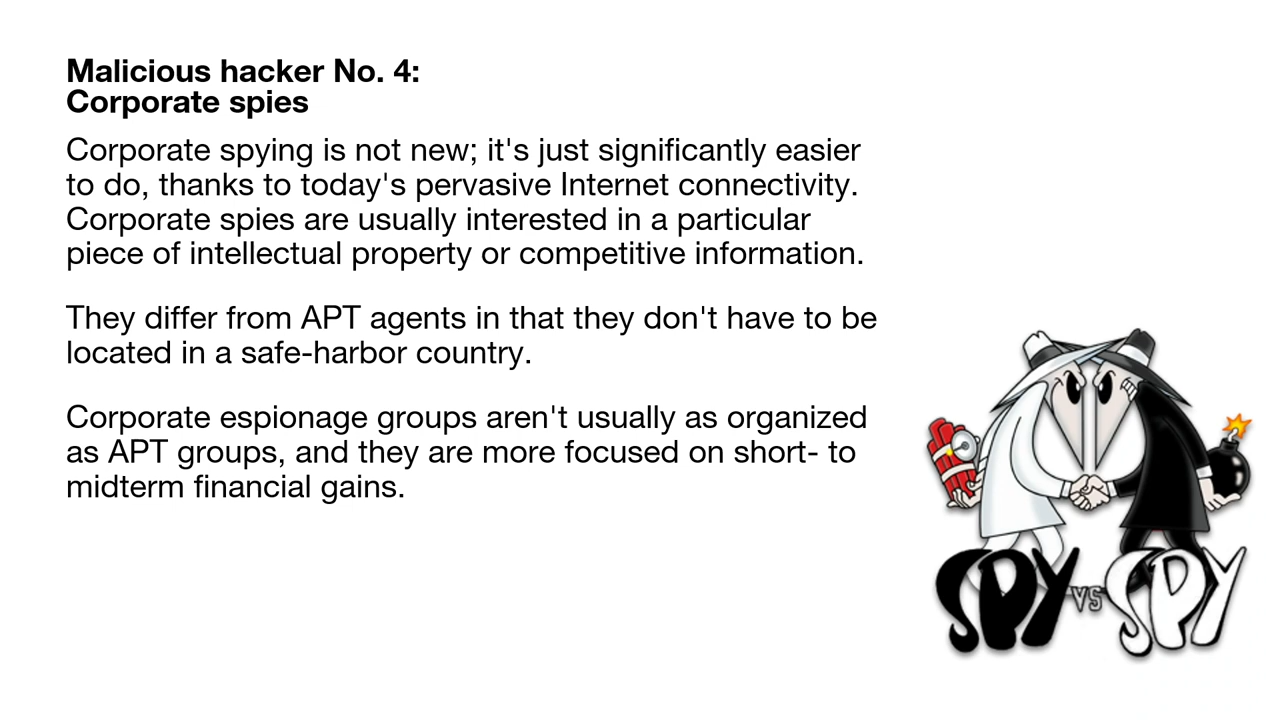 Malicious hacker No. 4:
Corporate spies
Corporate spying is not new; it's just significantly easier
to do, thanks to today's pervasive Internet connectivity.
Corporate spies are usually interested in a particular
piece of intellectual property or competitive information.
They differ from APT agents in that they don't have to be
located in a safe-harbor country.
Corporate espionage groups aren't usually as organized
as APT groups, and they are more focused on short- to
midterm financial gains.
SPY VS SPY